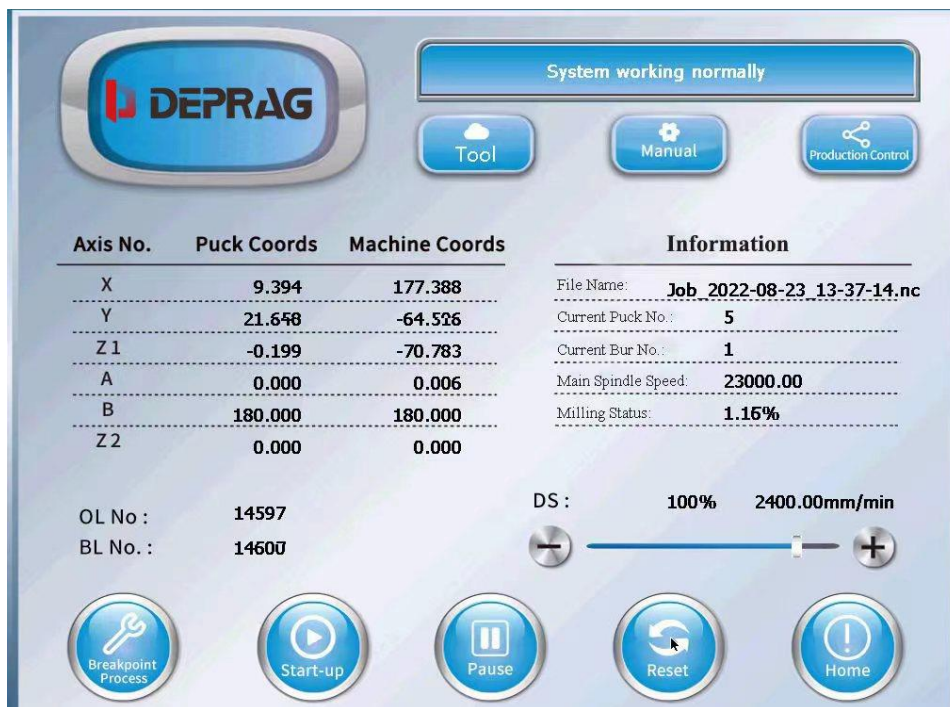 DEPRAG
System working normally
Tool
Manual
Production Control
Axis No. Puck Coords Machine Coords
X 9.394 177.388
Y 21.648 -64.526
Z1 -0.199 -70.783
A 0.000 0.006
B 180.000 180.000
Z2 0.000 0.000
Information
File Name: Job_2022-08-23_13-37-14.nc
Current Puck No.: 5
Current Bur No.: 1
Main Spindle Speed: 23000.00
Milling Status: 1.16%
OL No : 14597
BL No. : 14600
DS : 100% 2400.00mm/min
Breakpoint
Process
Start-up
Pause
Reset
Home